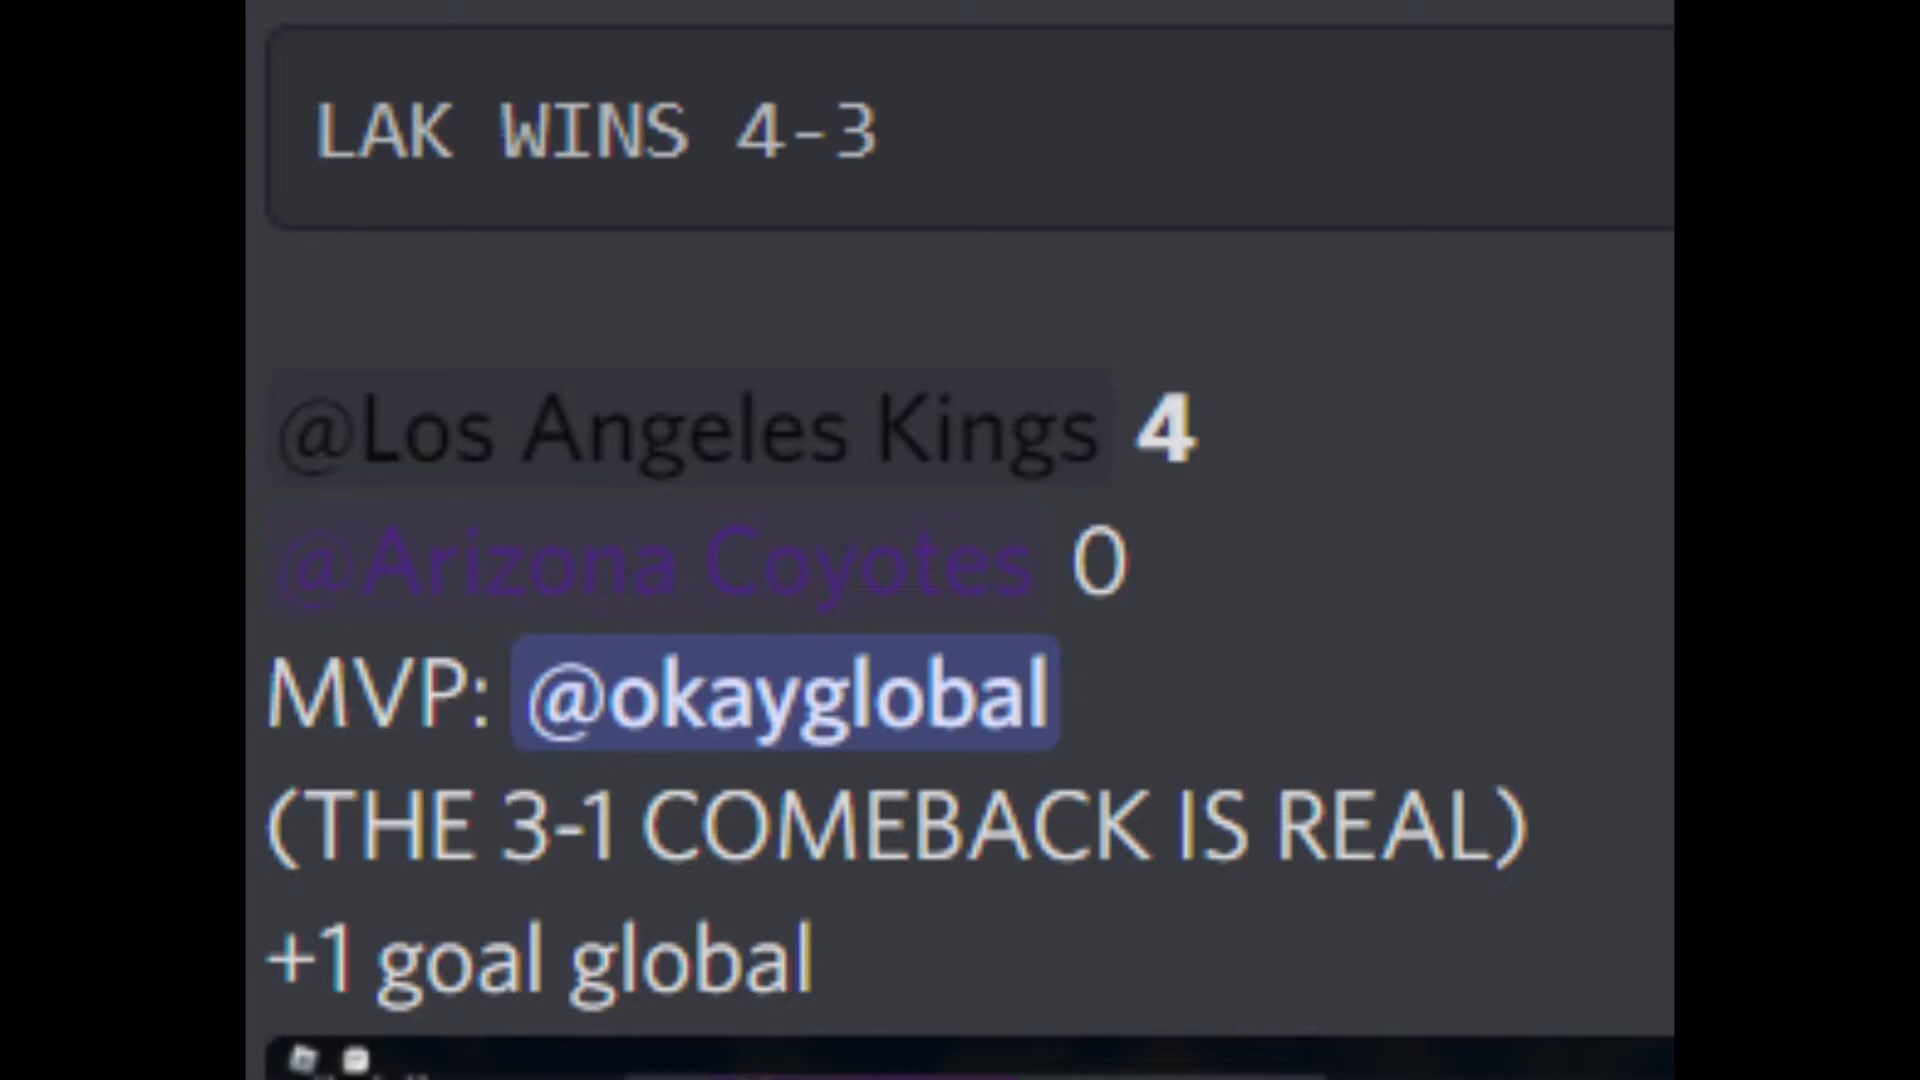 LAK WINS 4-3
@Los Angeles Kings 4
@Arizona Coyotes 0
MVP: @okayglobal
(THE 3-1 COMEBACK IS REAL)
+1 goal global